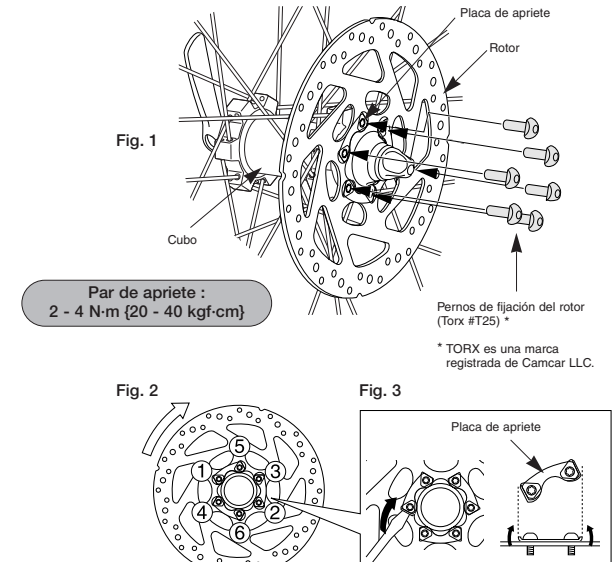 Placa de apriete
Rotor
Fig. 1
Cubo
Par de apriete :
2 - 4 N·m {20 - 40 kgf·cm}
Pernos de fijación del rotor
(Torx #T25) *
* TORX es una marca
registrada de Camcar LLC.
Fig. 2
5
1
3
4
2
6
Fig. 3
Placa de apriete